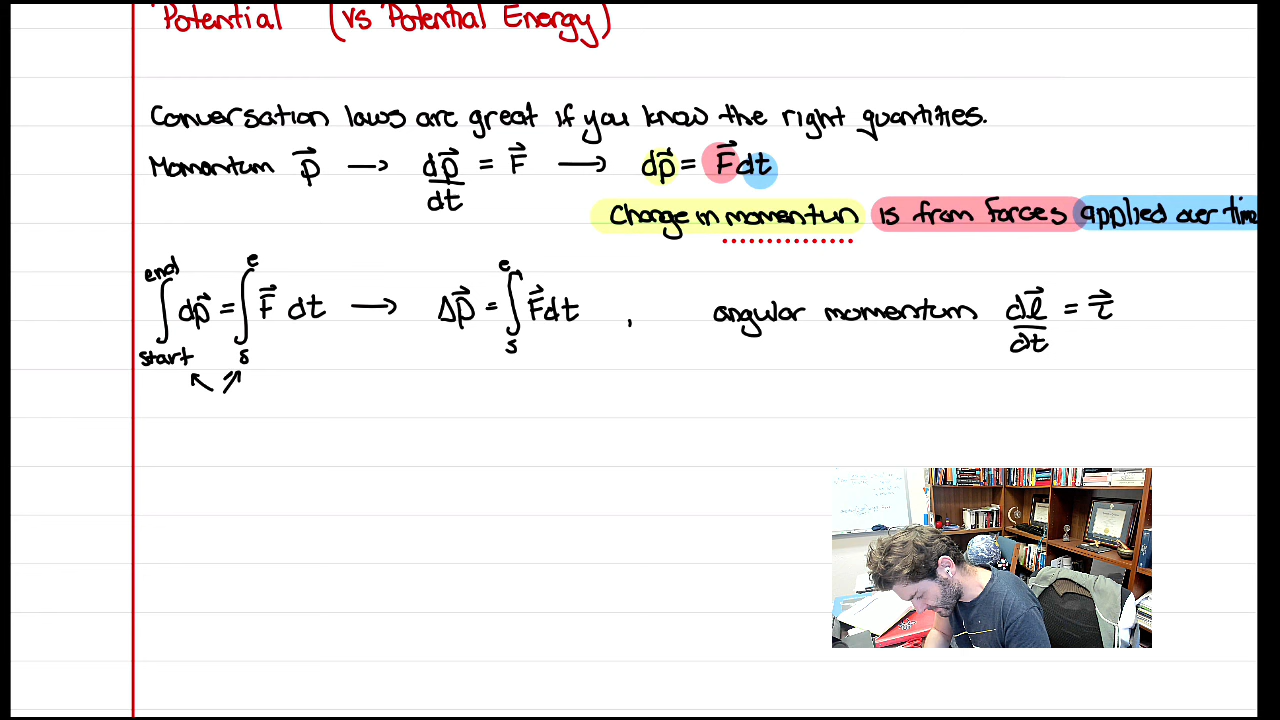 Potential (vs Potential Energy)
Conversation laws are great if you know the right quantities.
Momentum p⃗ → dp⃗/dt = F⃗ → dp⃗ = F⃗dt
Change in momentum is from forces applied over time
∫_start^end dp⃗ = ∫_s^e F⃗ dt → Δp⃗ = ∫_s^e F⃗dt , angular momentum dl⃗/dt = τ⃗